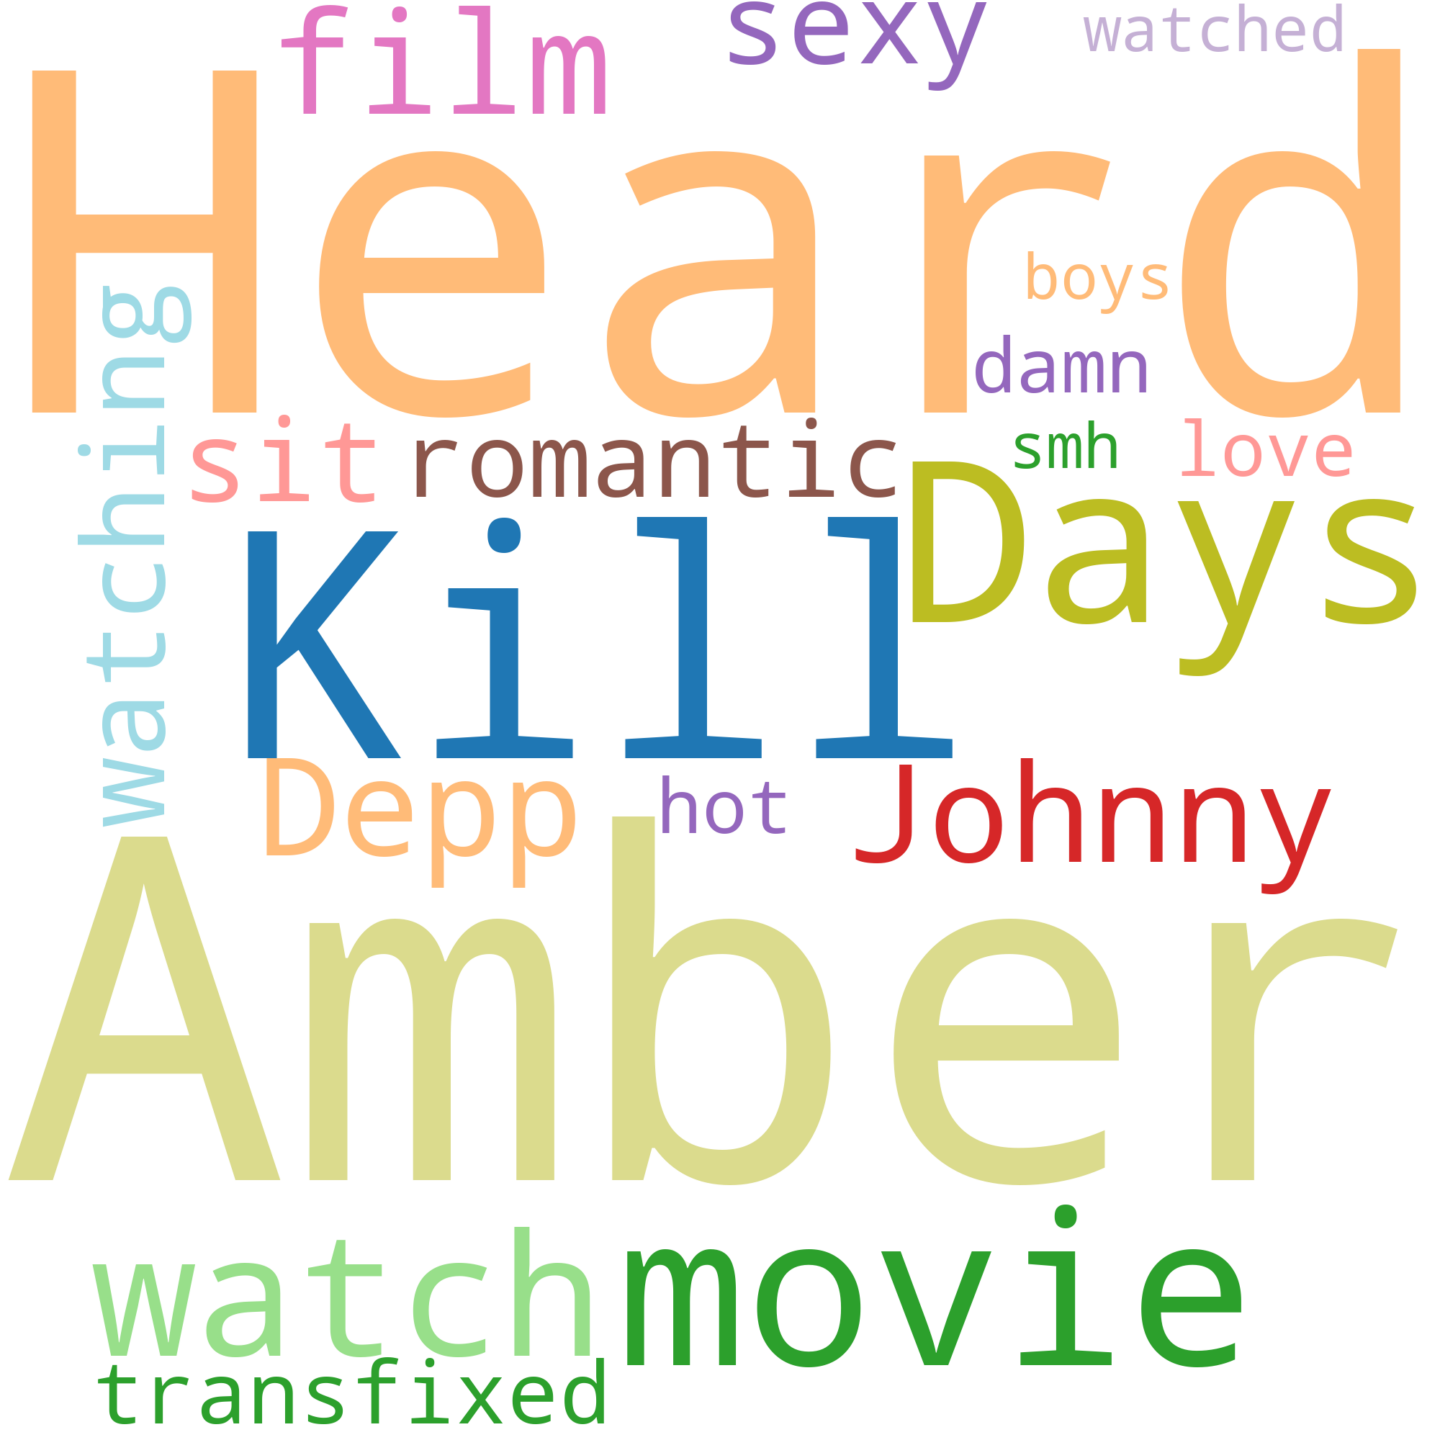 film sexy watched
Heard
boys
damn
watching
sit romantic smh love
Kill Days
Depp hot Johnny
Amber
watch movie
transfixed